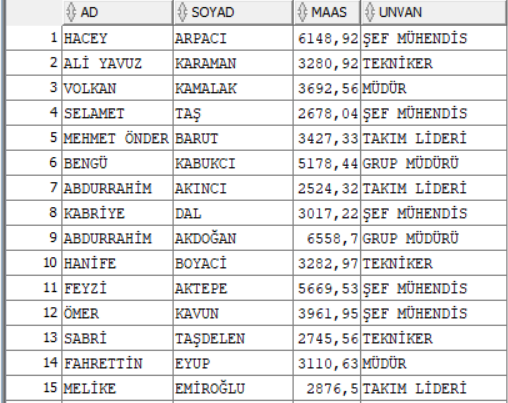 AD SOYAD MAAS UNVAN
1 HACEY ARPACI 6148,92 ŞEF MÜHENDİS
2 ALİ YAVUZ KARAMAN 3280,92 TEKNİKER
3 VOLKAN KAMALAK 3692,56 MÜDÜR
4 SELAMET TAŞ 2678,04 ŞEF MÜHENDİS
5 MEHMET ÖNDER BARUT 3427,33 TAKIM LİDERİ
6 BENGÜ KABUKCI 5178,44 GRUP MÜDÜRÜ
7 ABDURRAHİM AKINCI 2524,32 TAKIM LİDERİ
8 KABRİYE DAL 3017,22 ŞEF MÜHENDİS
9 ABDURRAHİM AKDOĞAN 6558,7 GRUP MÜDÜRÜ
10 HANİFE BOYACİ 3282,97 TEKNİKER
11 FEYZİ AKTEPE 5669,53 ŞEF MÜHENDİS
12 ÖMER KAVUN 3961,95 ŞEF MÜHENDİS
13 SABRİ TAŞDELEN 2745,56 TEKNİKER
14 FAHRETTİN EYUP 3110,63 MÜDÜR
15 MELİKE EMİROĞLU 2876,5 TAKIM LİDERİ